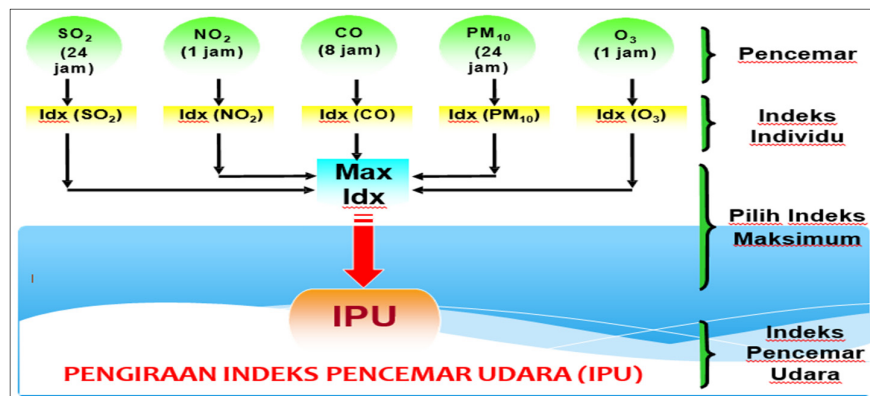 SO₂
(24
jam)
NO₂
(1 jam)
CO
(8 jam)
PM₁₀
(24
jam)
O₃
(1 jam)
Pencemar
Idx (SO₂)
Idx (NO₂)
Idx (CO)
Idx (PM₁₀)
Idx (O₃)
Indeks
Individu
Max
Idx
Pilih Indeks
Maksimum
IPU
Indeks
Pencemar
Udara
PENGIRAAN INDEKS PENCEMAR UDARA (IPU)